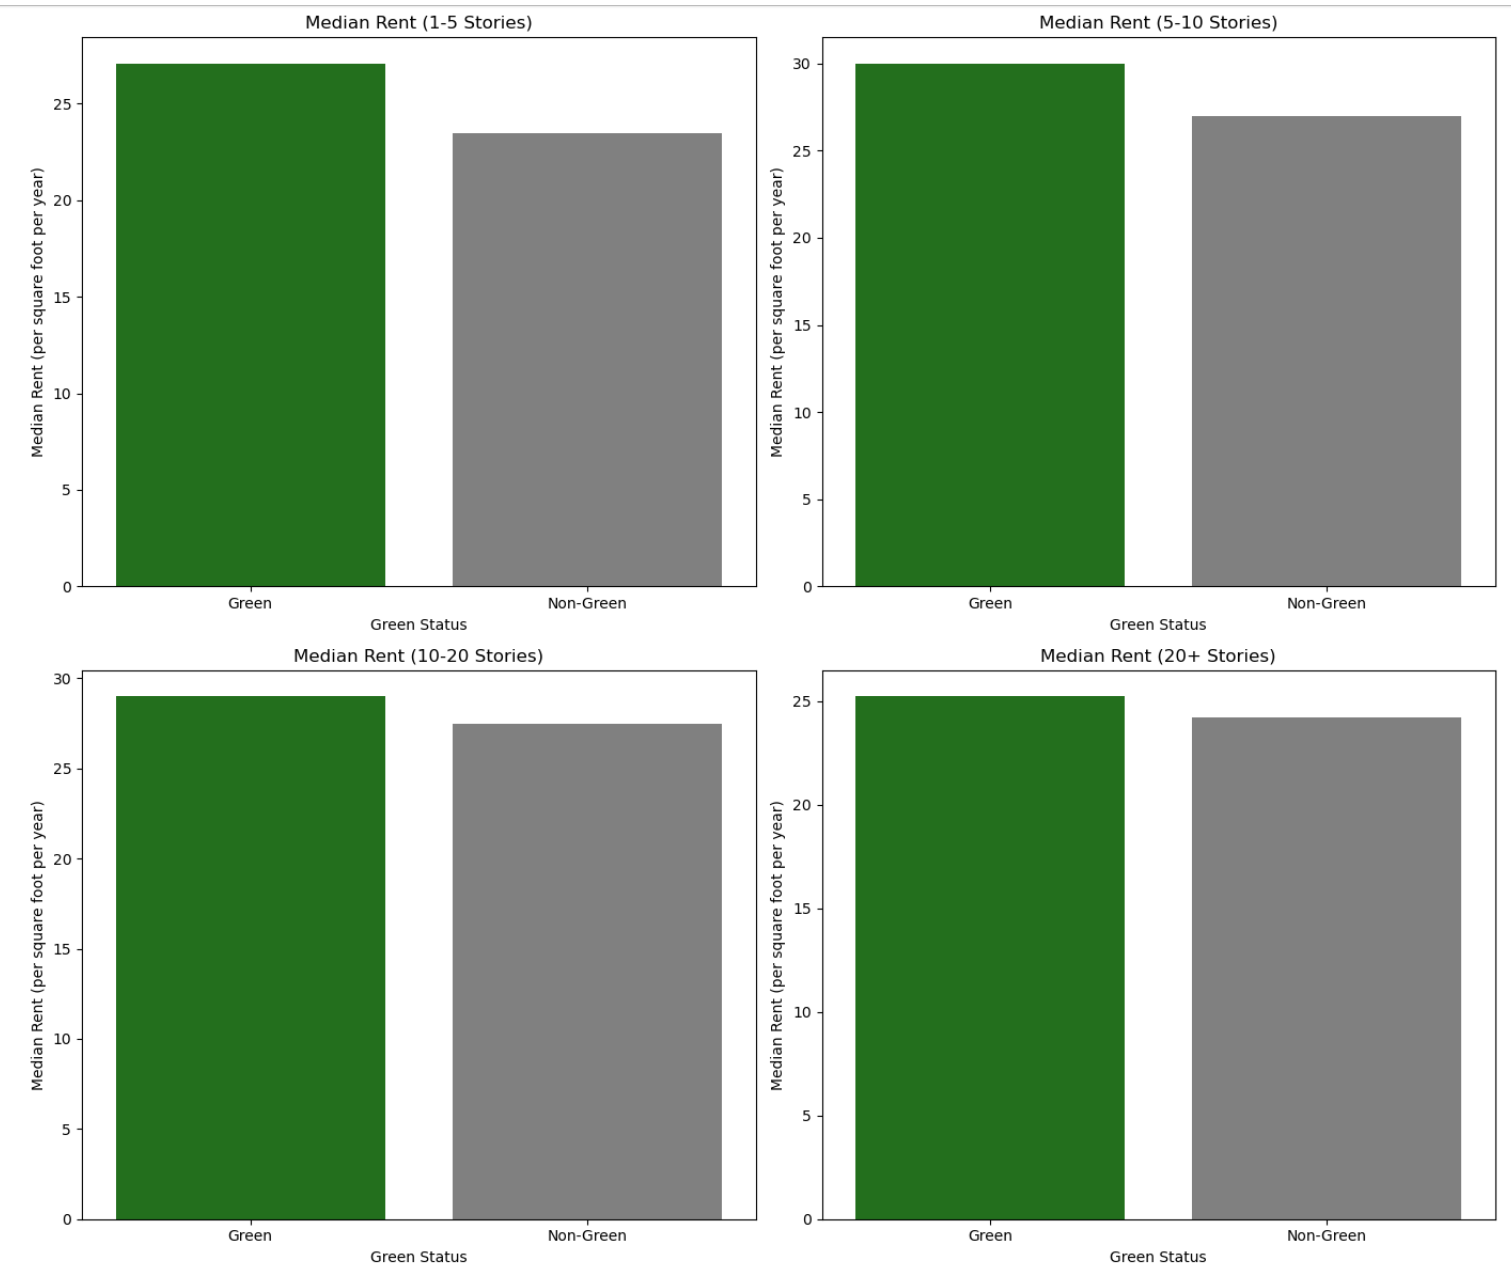 Median Rent (1-5 Stories)
Median Rent (per square foot per year)
25
20
15
10
5
0
Green
Non-Green
Green Status
Median Rent (5-10 Stories)
Median Rent (per square foot per year)
30
25
20
15
10
5
0
Green
Non-Green
Green Status
Median Rent (10-20 Stories)
Median Rent (per square foot per year)
30
25
20
15
10
5
0
Green
Non-Green
Green Status
Median Rent (20+ Stories)
Median Rent (per square foot per year)
25
20
15
10
5
0
Green
Non-Green
Green Status